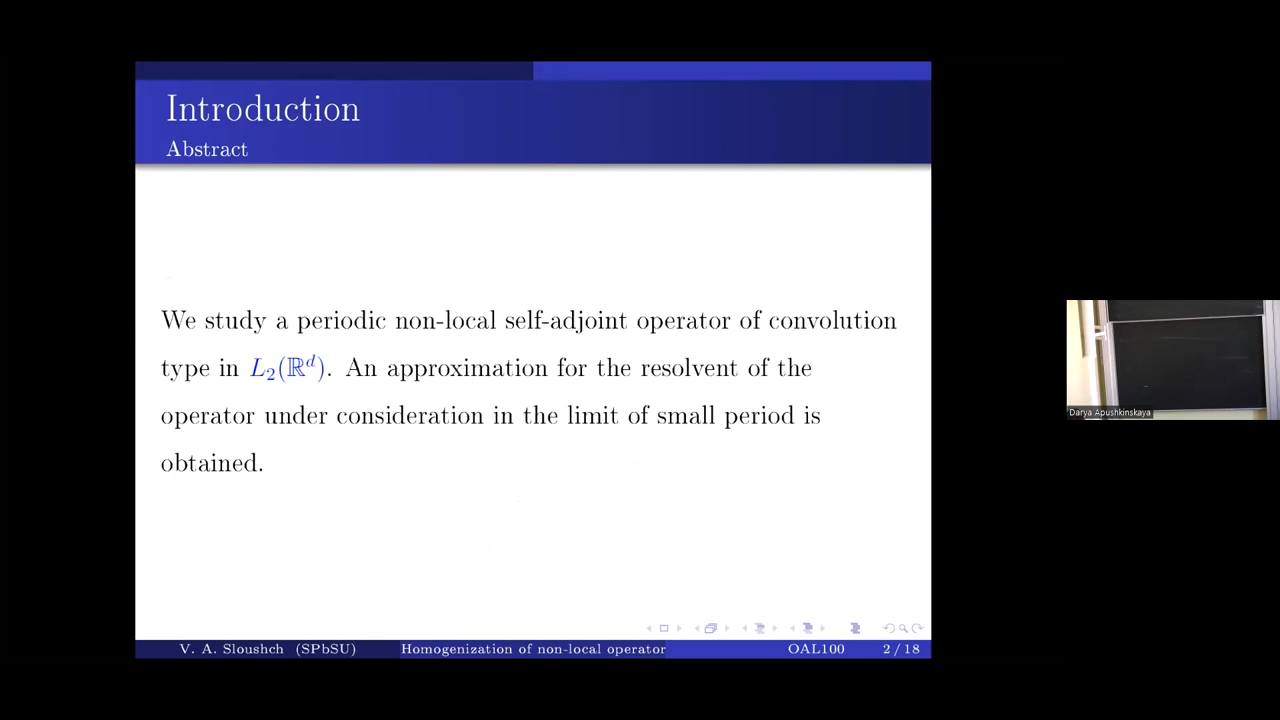 Introduction
Abstract
We study a periodic non-local self-adjoint operator of convolution
type in L₂(ℝᵈ). An approximation for the resolvent of the
operator under consideration in the limit of small period is
obtained.
V. A. Sloushch (SPbSU) Homogenization of non-local operator OAL100 2 / 18
Darya Apushkinskaya